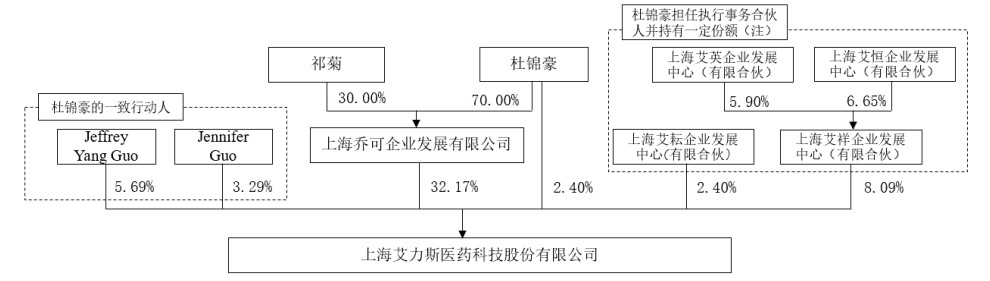 杜锦豪担任执行事务合伙
人并持有一定份额（注）
祁菊
杜锦豪
上海艾英企业发展
中心（有限合伙）
上海艾恒企业发展
中心（有限合伙）
30.00%
70.00%
5.90%
6.65%
杜锦豪的一致行动人
Jeffrey
Yang Guo
Jennifer
Guo
上海乔可企业发展有限公司
上海艾耘企业发展
中心(有限合伙)
上海艾祥企业发展
中心（有限合伙）
5.69%
3.29%
32.17%
2.40%
2.40%
8.09%
上海艾力斯医药科技股份有限公司